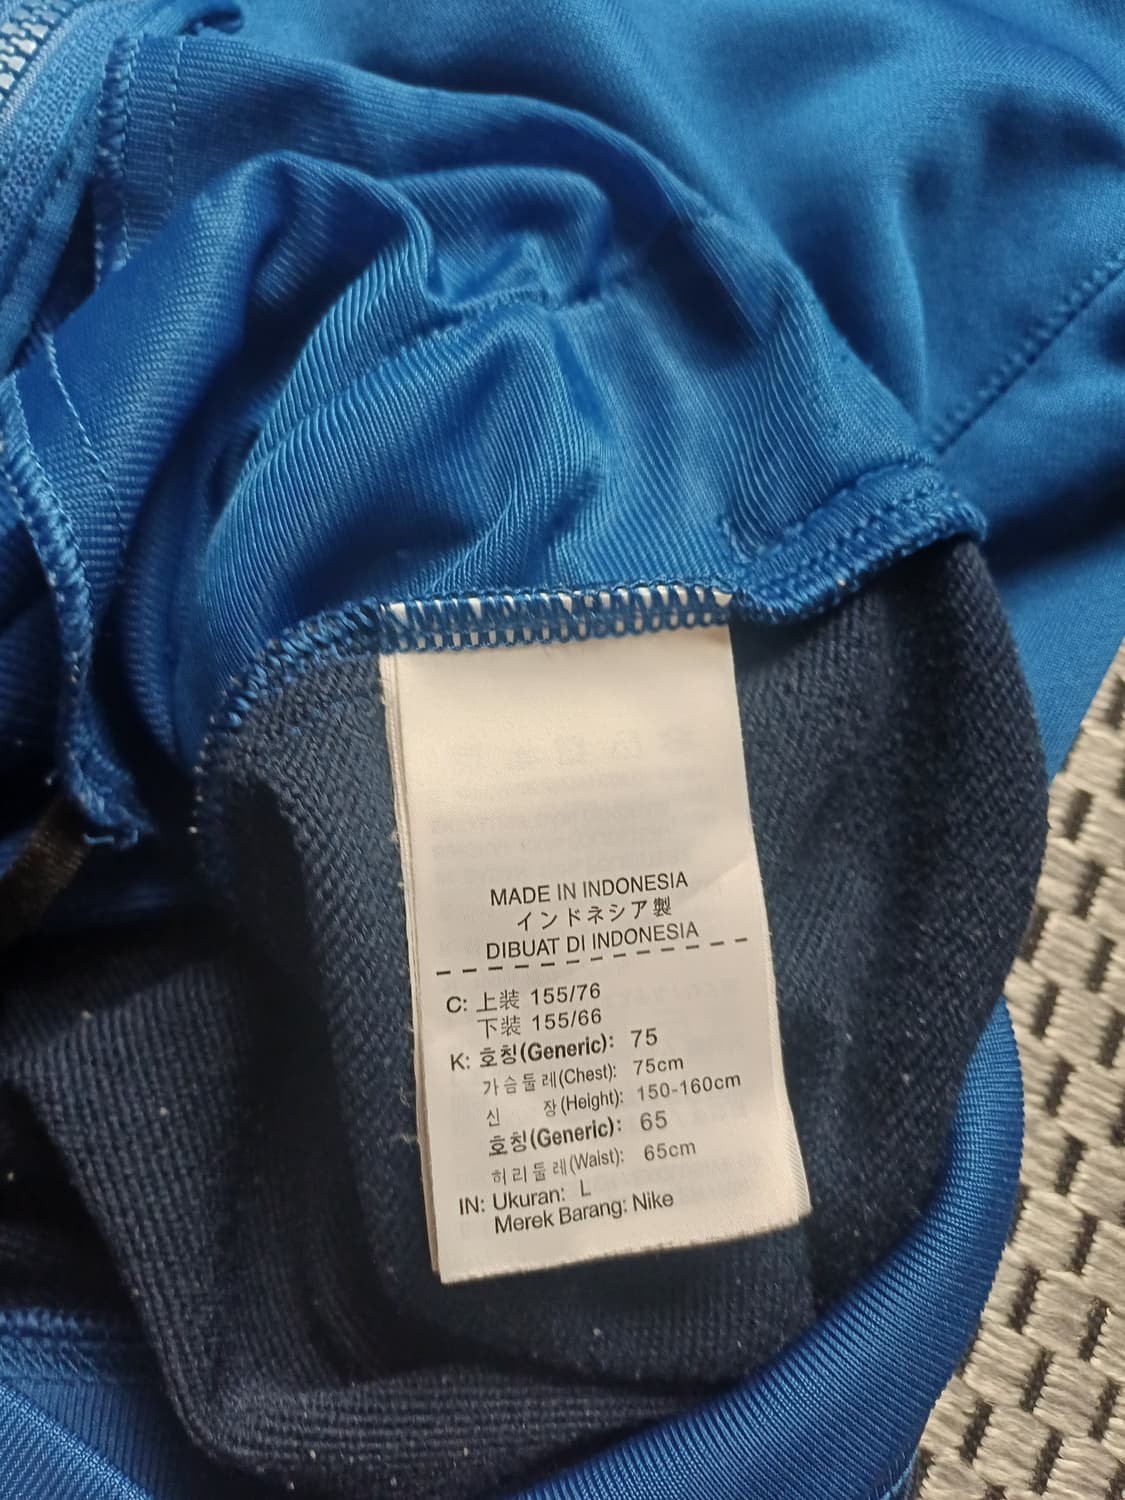 MADE IN INDONESIA
インドネシア製
DIBUAT DI INDONESIA
C: 上装 155/76
下装 155/66
K: 호칭(Generic): 75
가슴둘레(Chest): 75cm
신 장(Height): 150-160cm
호칭(Generic): 65
허리둘레(Waist): 65cm
IN: Ukuran: L
Merek Barang: Nike